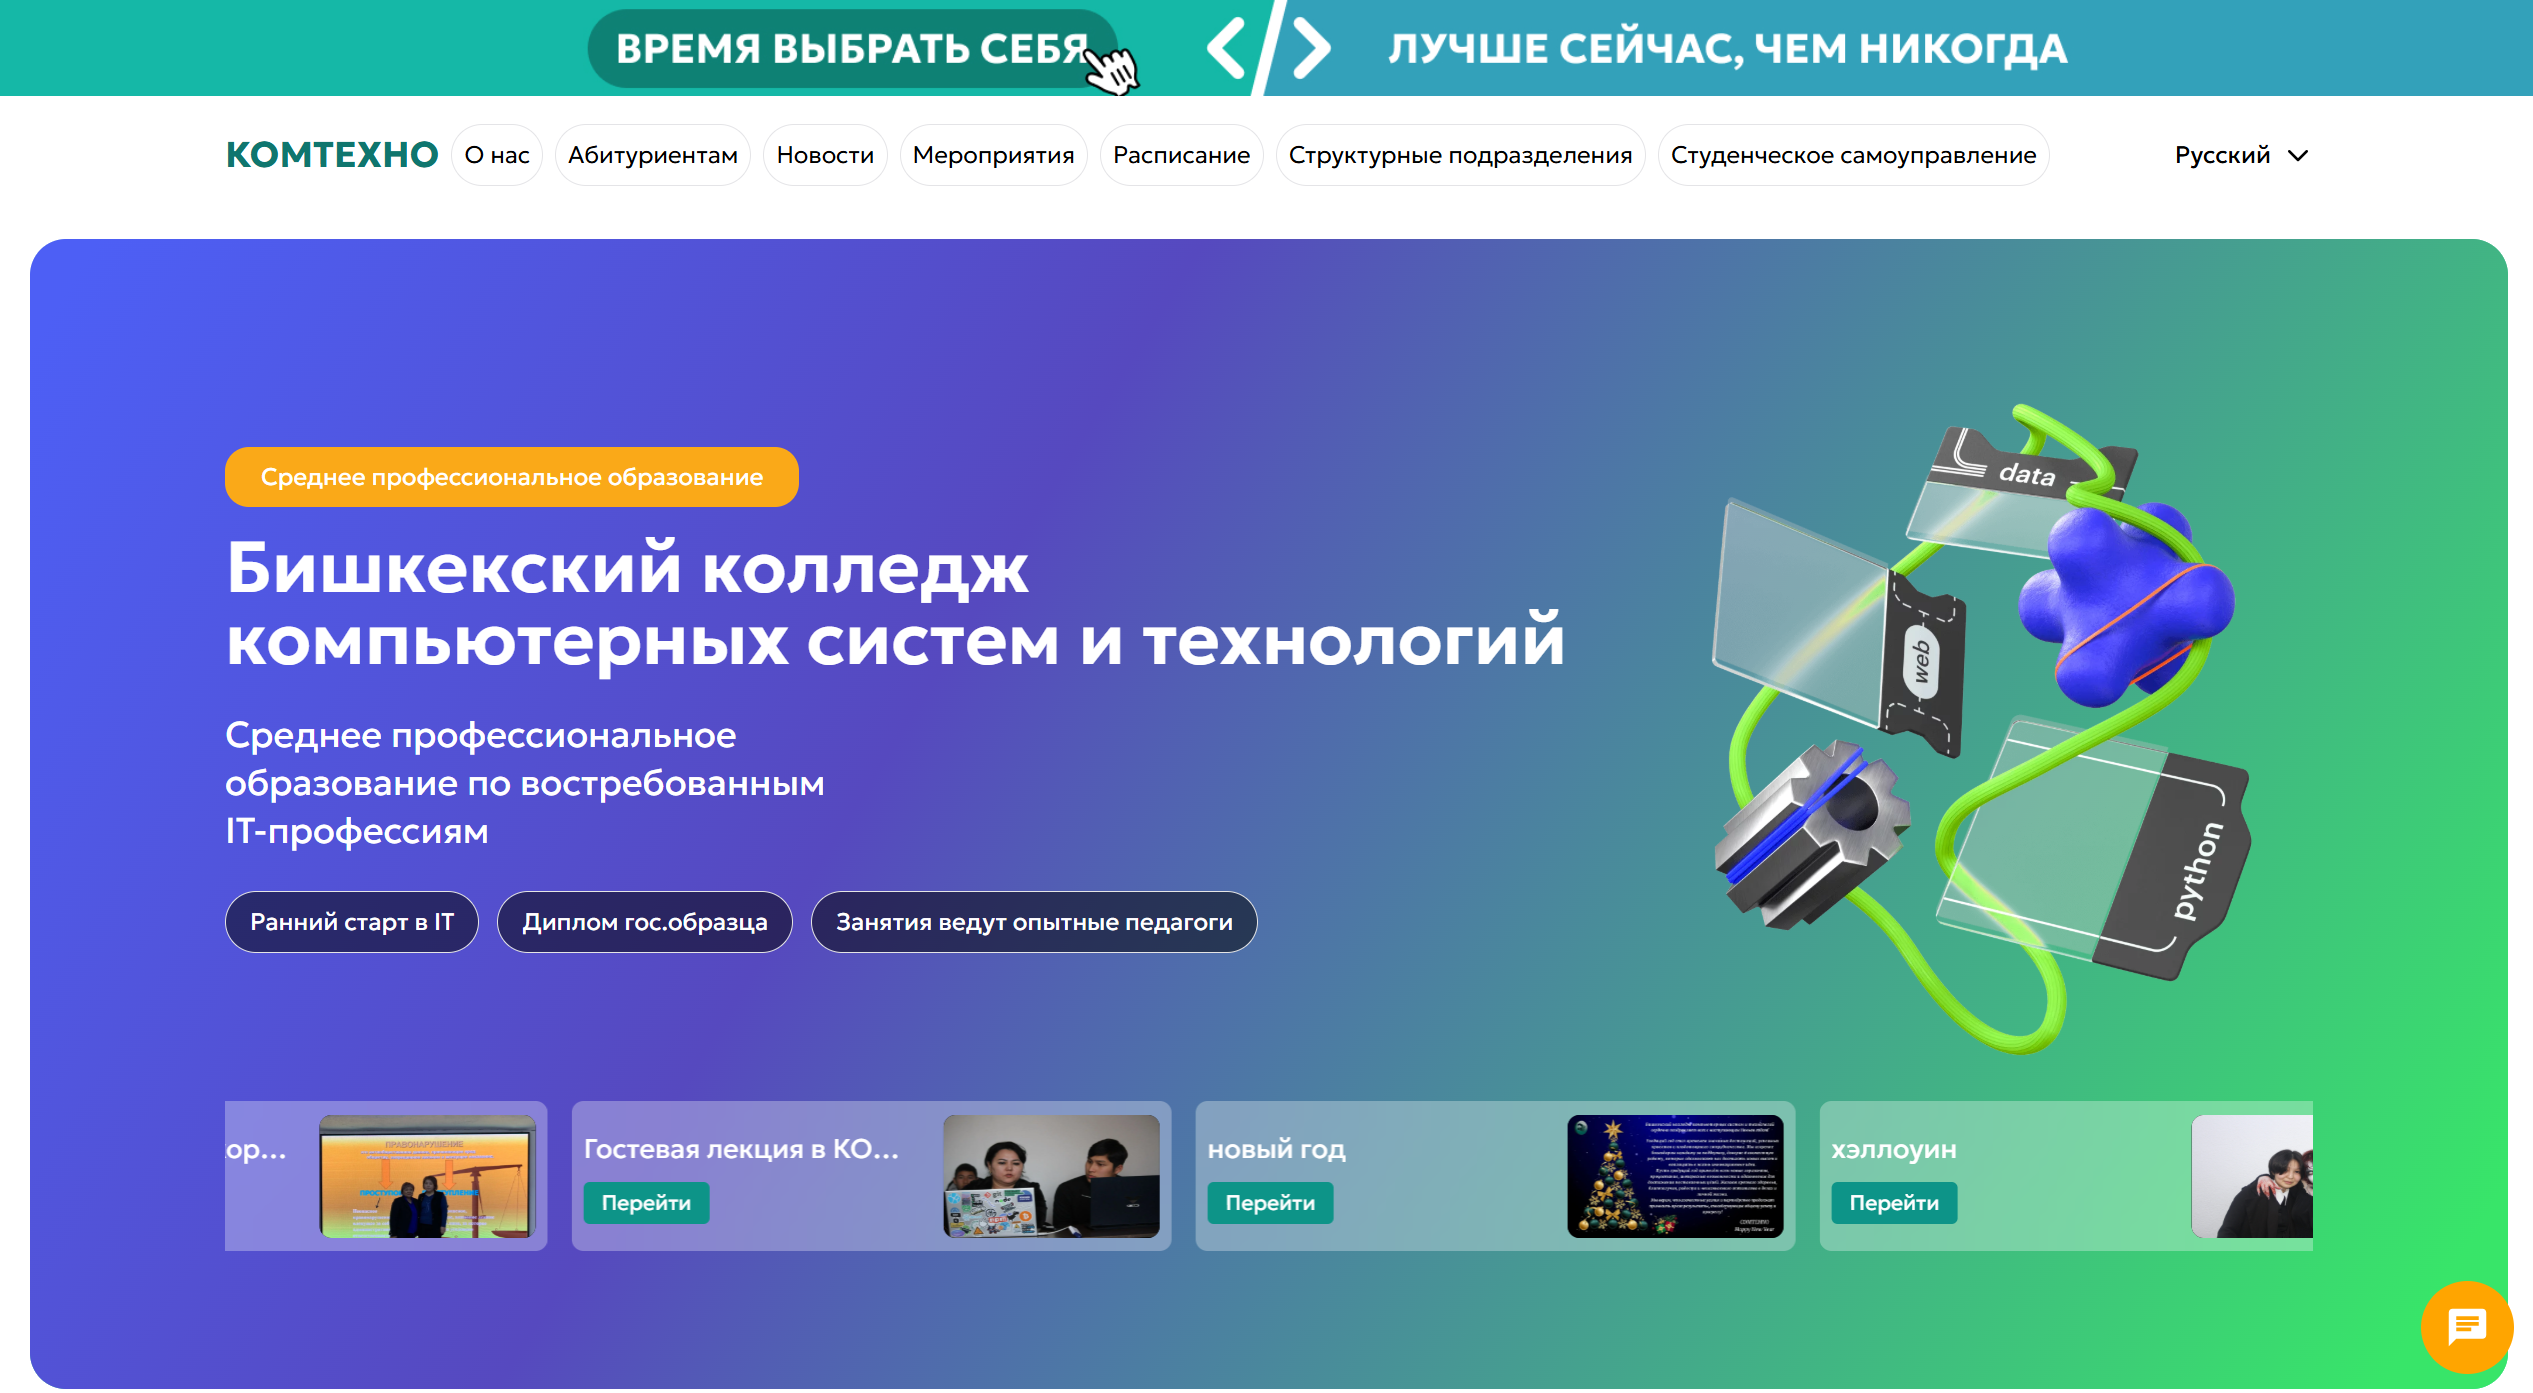 ВРЕМЯ ВЫБРАТЬ СЕБЯ
ЛУЧШЕ СЕЙЧАС, ЧЕМ НИКОГДА
КОМТЕХНО
О нас
Абитуриентам
Новости
Мероприятия
Расписание
Структурные подразделения
Студенческое самоуправление
Русский
Среднее профессиональное образование
Бишкекский колледж
компьютерных систем и технологий
Среднее профессиональное
образование по востребованным
IT-профессиям
Ранний старт в IT
Диплом гос.образца
Занятия ведут опытные педагоги
data
web
python
ор...
ПРАВОНАРУШЕНИЕ
Гостевая лекция в КО...
Перейти
новый год
Перейти
хэллоуин
Перейти